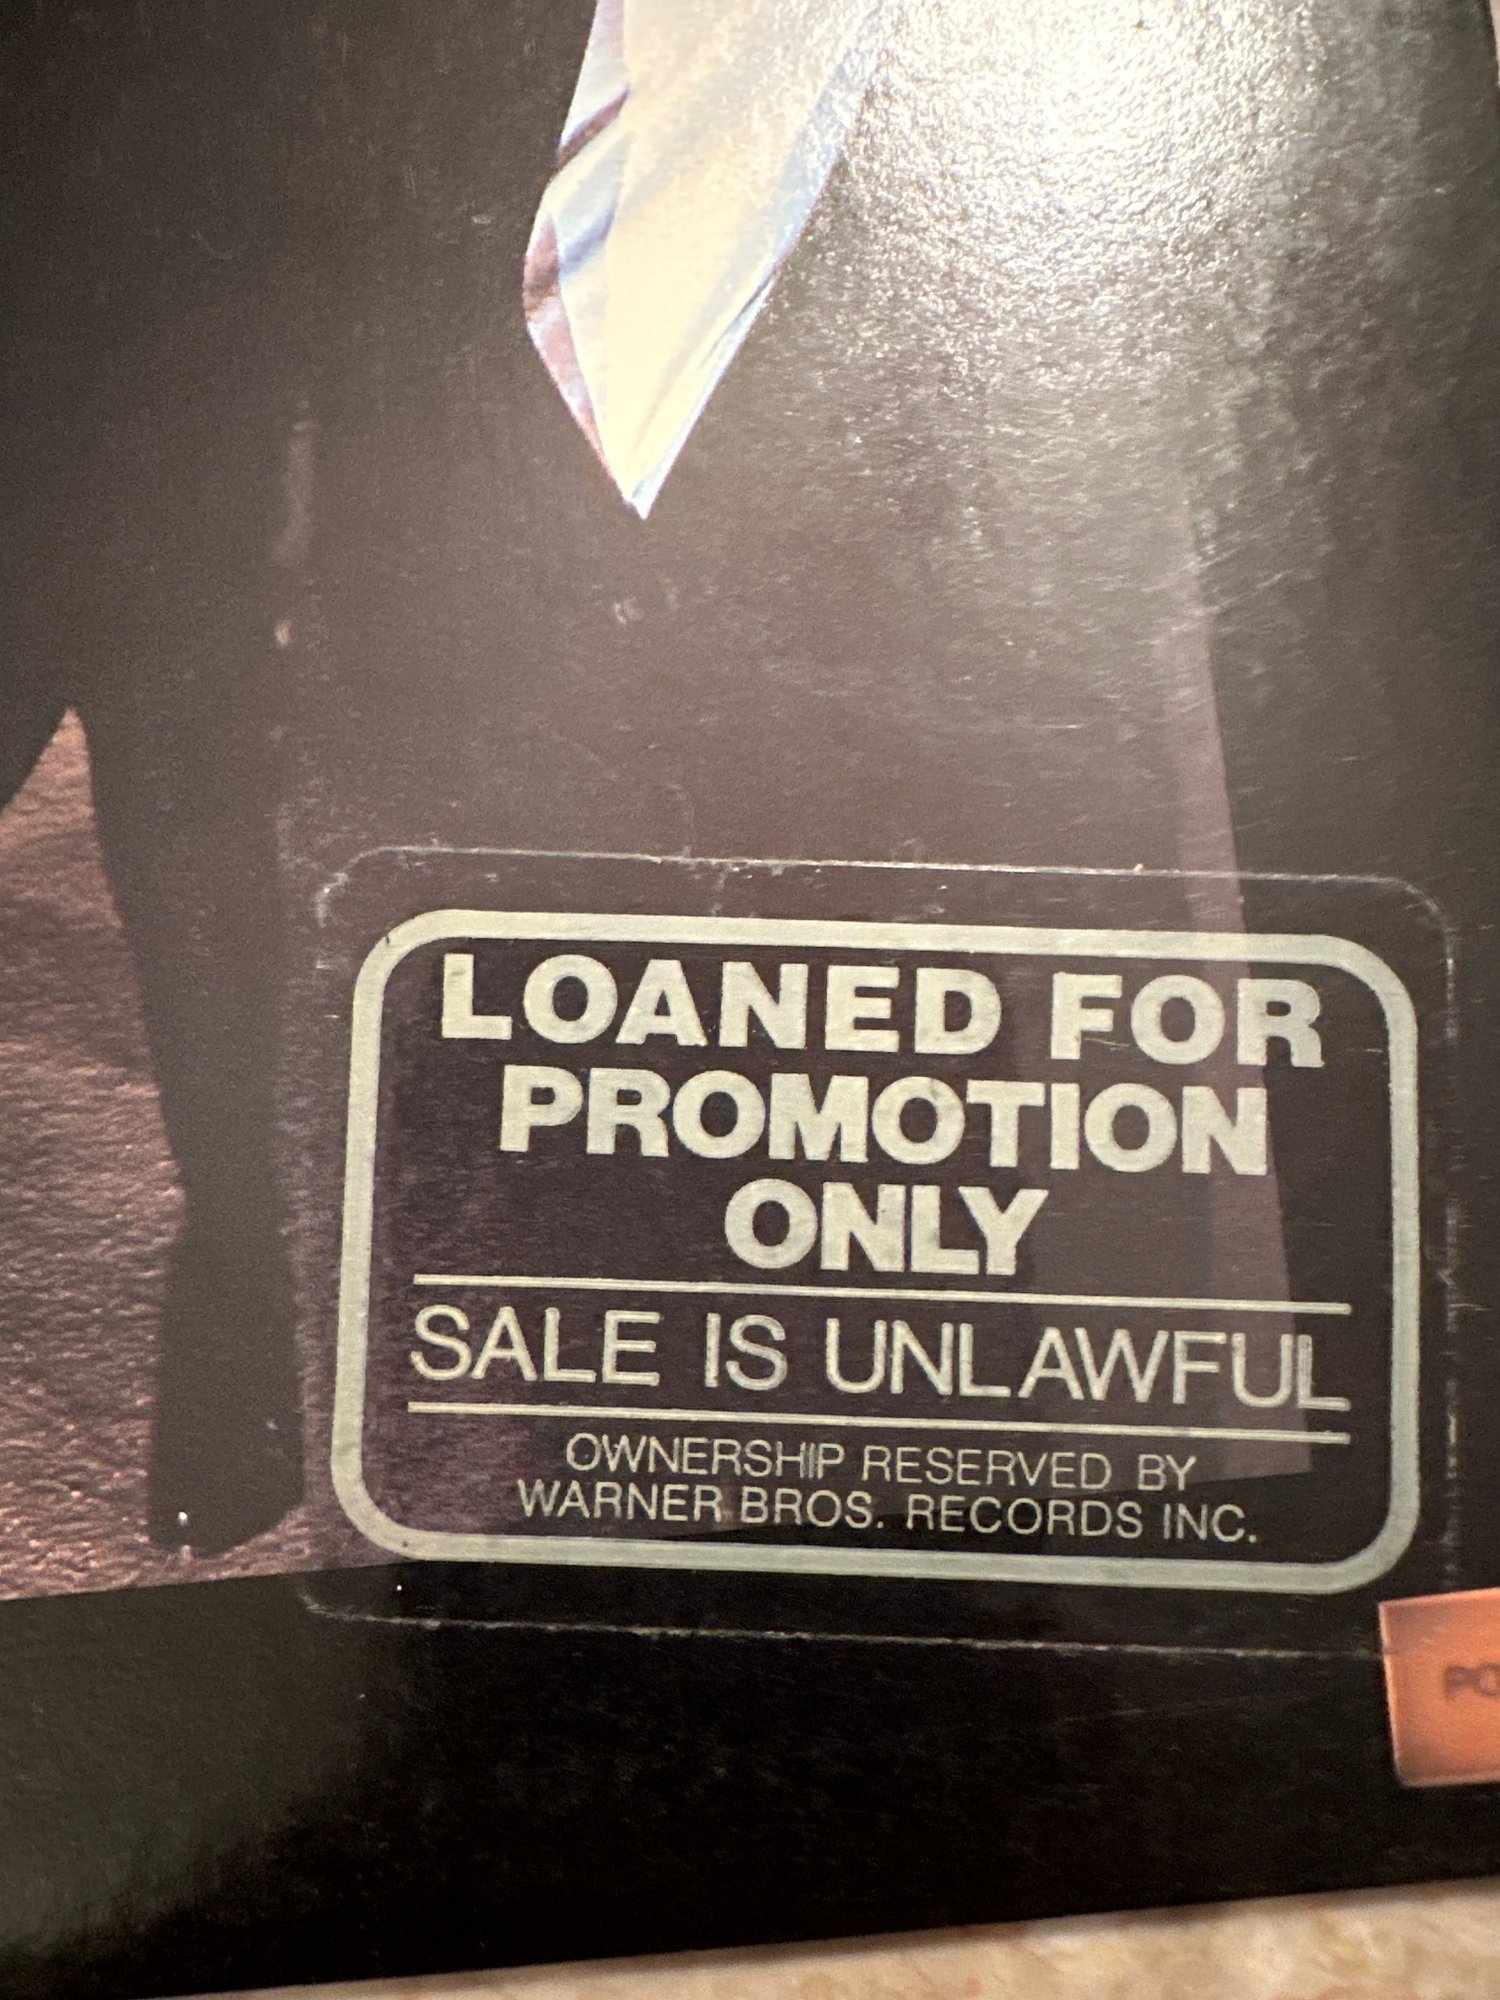 LOANED FOR
PROMOTION
ONLY
SALE IS UNLAWFUL
OWNERSHIP RESERVED BY
WARNER BROS. RECORDS INC.